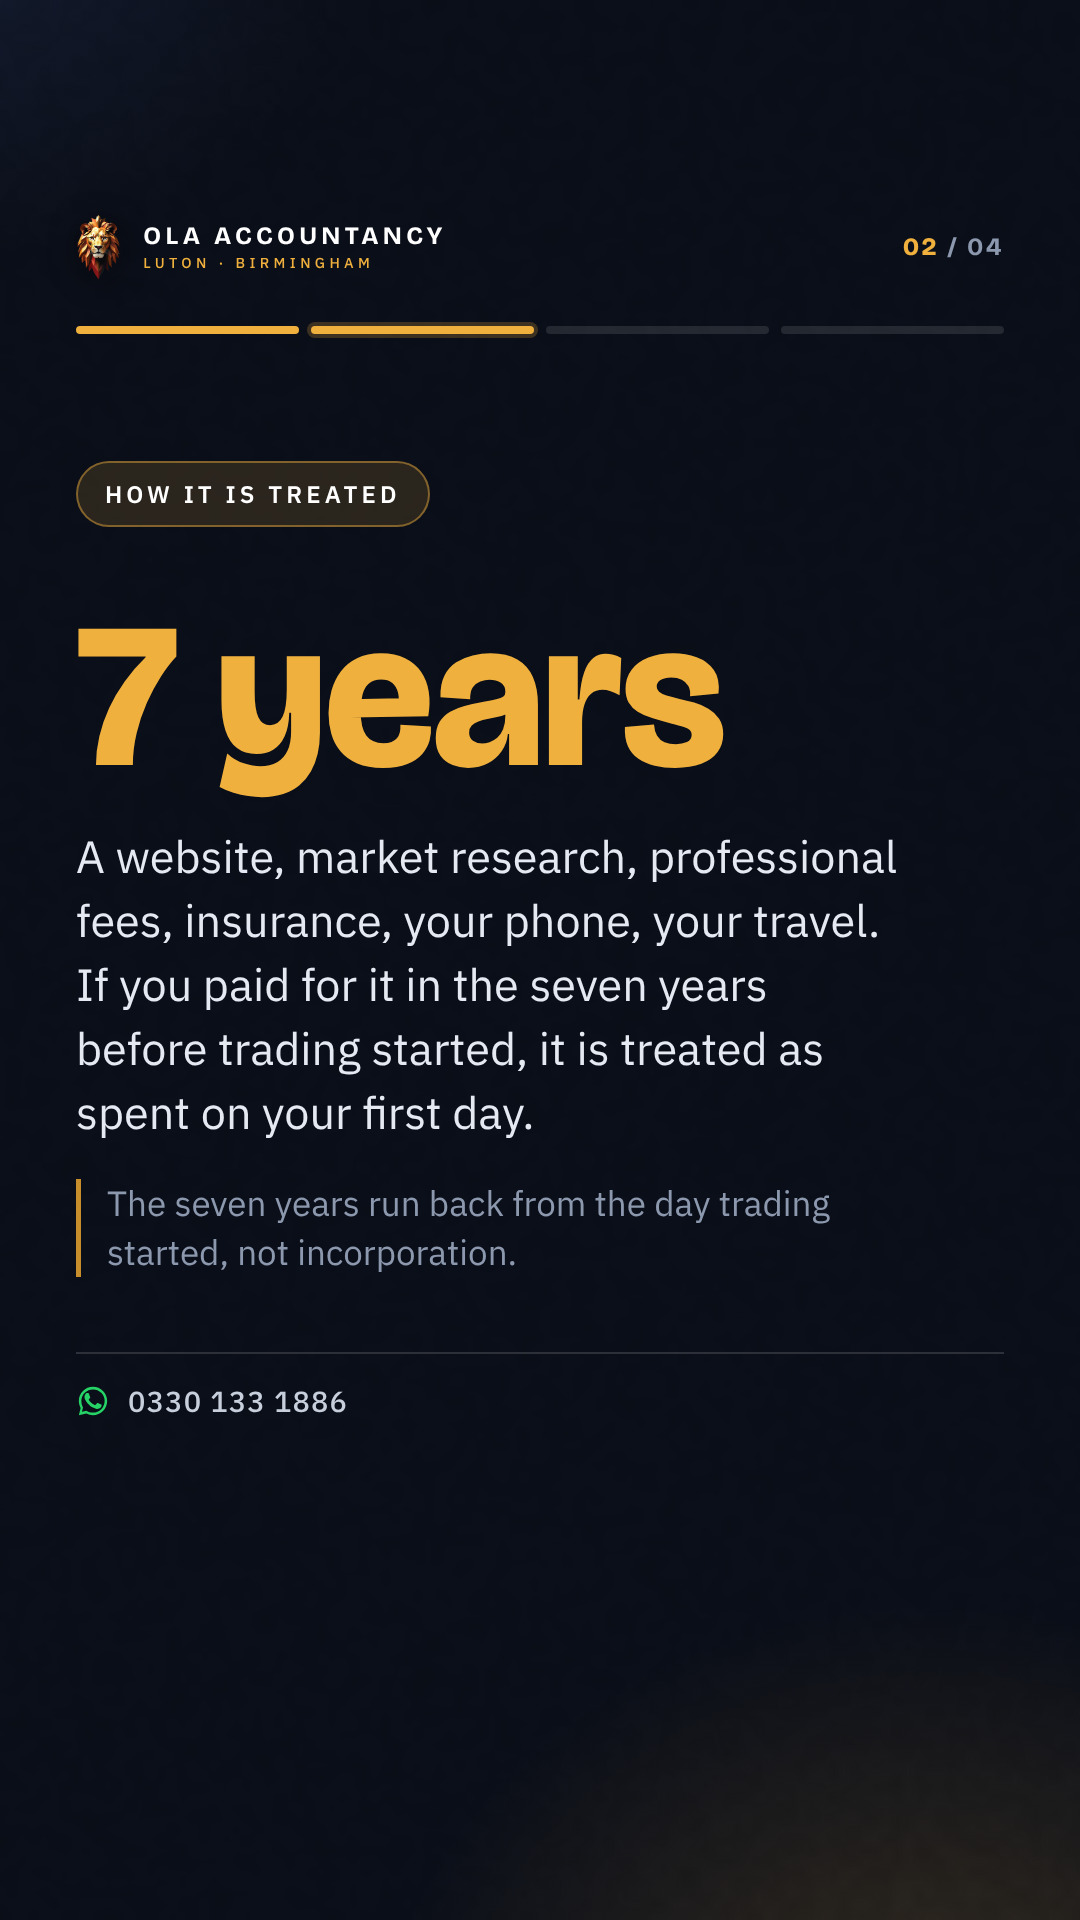 OLA ACCOUNTANCY
LUTON · BIRMINGHAM
02 / 04
HOW IT IS TREATED
7 years
A website, market research, professional
fees, insurance, your phone, your travel.
If you paid for it in the seven years
before trading started, it is treated as
spent on your first day.
The seven years run back from the day trading
started, not incorporation.
0330 133 1886